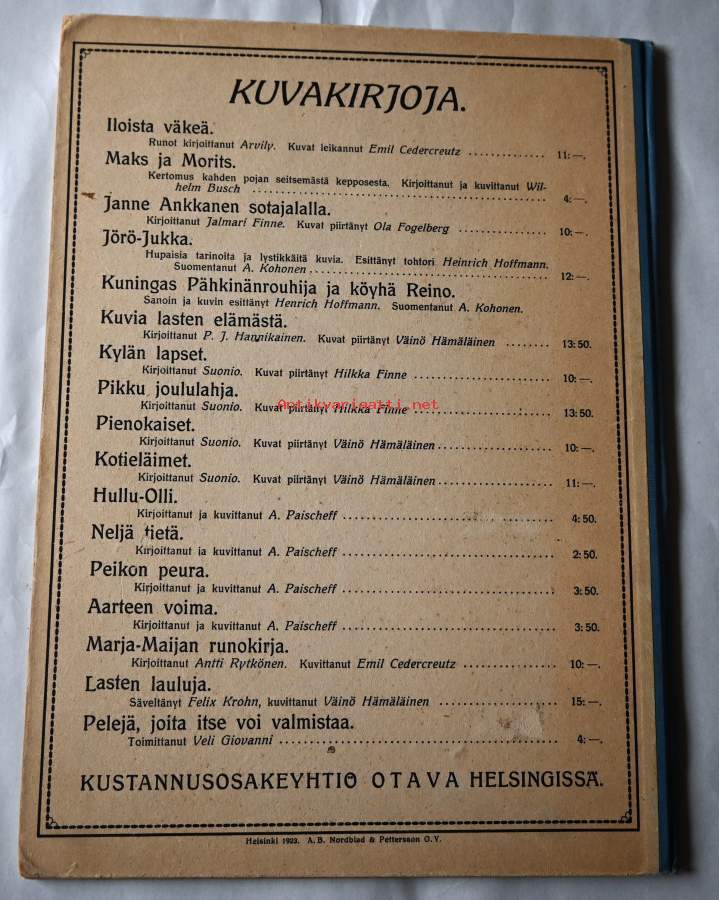 KUVAKIRJOJA.
Iloista väkeä.
Runot kirjoittanut Arvily. Kuvat leikannut Emil Cedercreutz .............. 11:—.
Maks ja Morits.
Kertomus kahden pojan seitsemästä kepposesta. Kirjoittanut ja kuvittanut Wil-
helm Busch .............. 4:—.
Janne Ankkanen sotajalalla.
Kirjoittanut Jalmari Finne. Kuvat piirtänyt Ola Fogelberg .............. 10:—.
Jörö-Jukka.
Hupaisia tarinoita ja lystikkäitä kuvia. Esittänyt tohtori Heinrich Hoffmann.
Suomentanut A. Kohonen .............. 12:—.
Kuningas Pähkinänrouhija ja köyhä Reino.
Sanoin ja kuvin esittänyt Henrich Hoffmann. Suomentanut A. Kohonen.
Kuvia lasten elämästä.
Kirjoittanut P. J. Hannikainen. Kuvat piirtänyt Väinö Hämäläinen ........ 13:50.
Kylän lapset.
Kirjoittanut Suonio. Kuvat piirtänyt Hilkka Finne .............. 10:—.
Pikku joululahja.
Kirjoittanut Suonio. Kuvat piirtänyt Hilkka Finne .............. 13:50.
Antikvariaatti.net
Pienokaiset.
Kirjoittanut Suonio. Kuvat piirtänyt Väinö Hämäläinen .............. 10:—.
Kotieläimet.
Kirjoittanut Suonio. Kuvat piirtänyt Väinö Hämäläinen .............. 11:—.
Hullu-Olli.
Kirjoittanut ja kuvittanut A. Paischeff .............. 4:50.
Neljä tietä.
Kirjoittanut ja kuvittanut A. Paischeff .............. 2:50.
Peikon peura.
Kirjoittanut ja kuvittanut A. Paischeff .............. 3:50.
Aarteen voima.
Kirjoittanut ja kuvittanut A. Paischeff .............. 3:50.
Marja-Maijan runokirja.
Kirjoittanut Antti Rytkönen. Kuvittanut Emil Cedercreutz .............. 10:—.
Lasten lauluja.
Säveltänyt Felix Krohn, kuvittanut Väinö Hämäläinen .............. 15:—.
Pelejä, joita itse voi valmistaa.
Toimittanut Veli Giovanni .............. 4:—.
KUSTANNUSOSAKEYHTIÖ OTAVA HELSINGISSÄ.
Helsinki 1923. A. B. Nordblad & Pettersson O. Y.